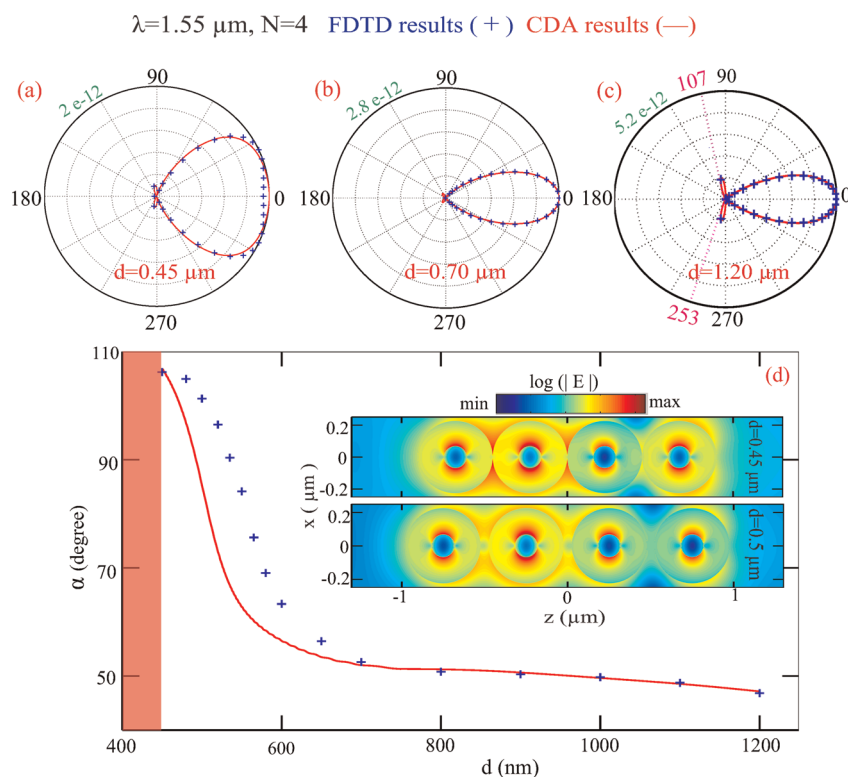 λ=1.55 µm, N=4 FDTD results ( + ) CDA results (—)
(a) 2 e-12 90 180 0 270 d=0.45 µm
(b) 2.8 e-12 90 180 0 270 d=0.70 µm
(c) 5.2 e-12 107 90 180 0 253 270 d=1.20 µm
(d)
log (| E |)
min max
0.2
0
-0.2
d=0.45 µm
0.2
0
-0.2
d=0.5 µm
x ( µm )
-1 0 1
z (µm)
110
90
70
50
α (degree)
400 600 800 1000 1200
d (nm)